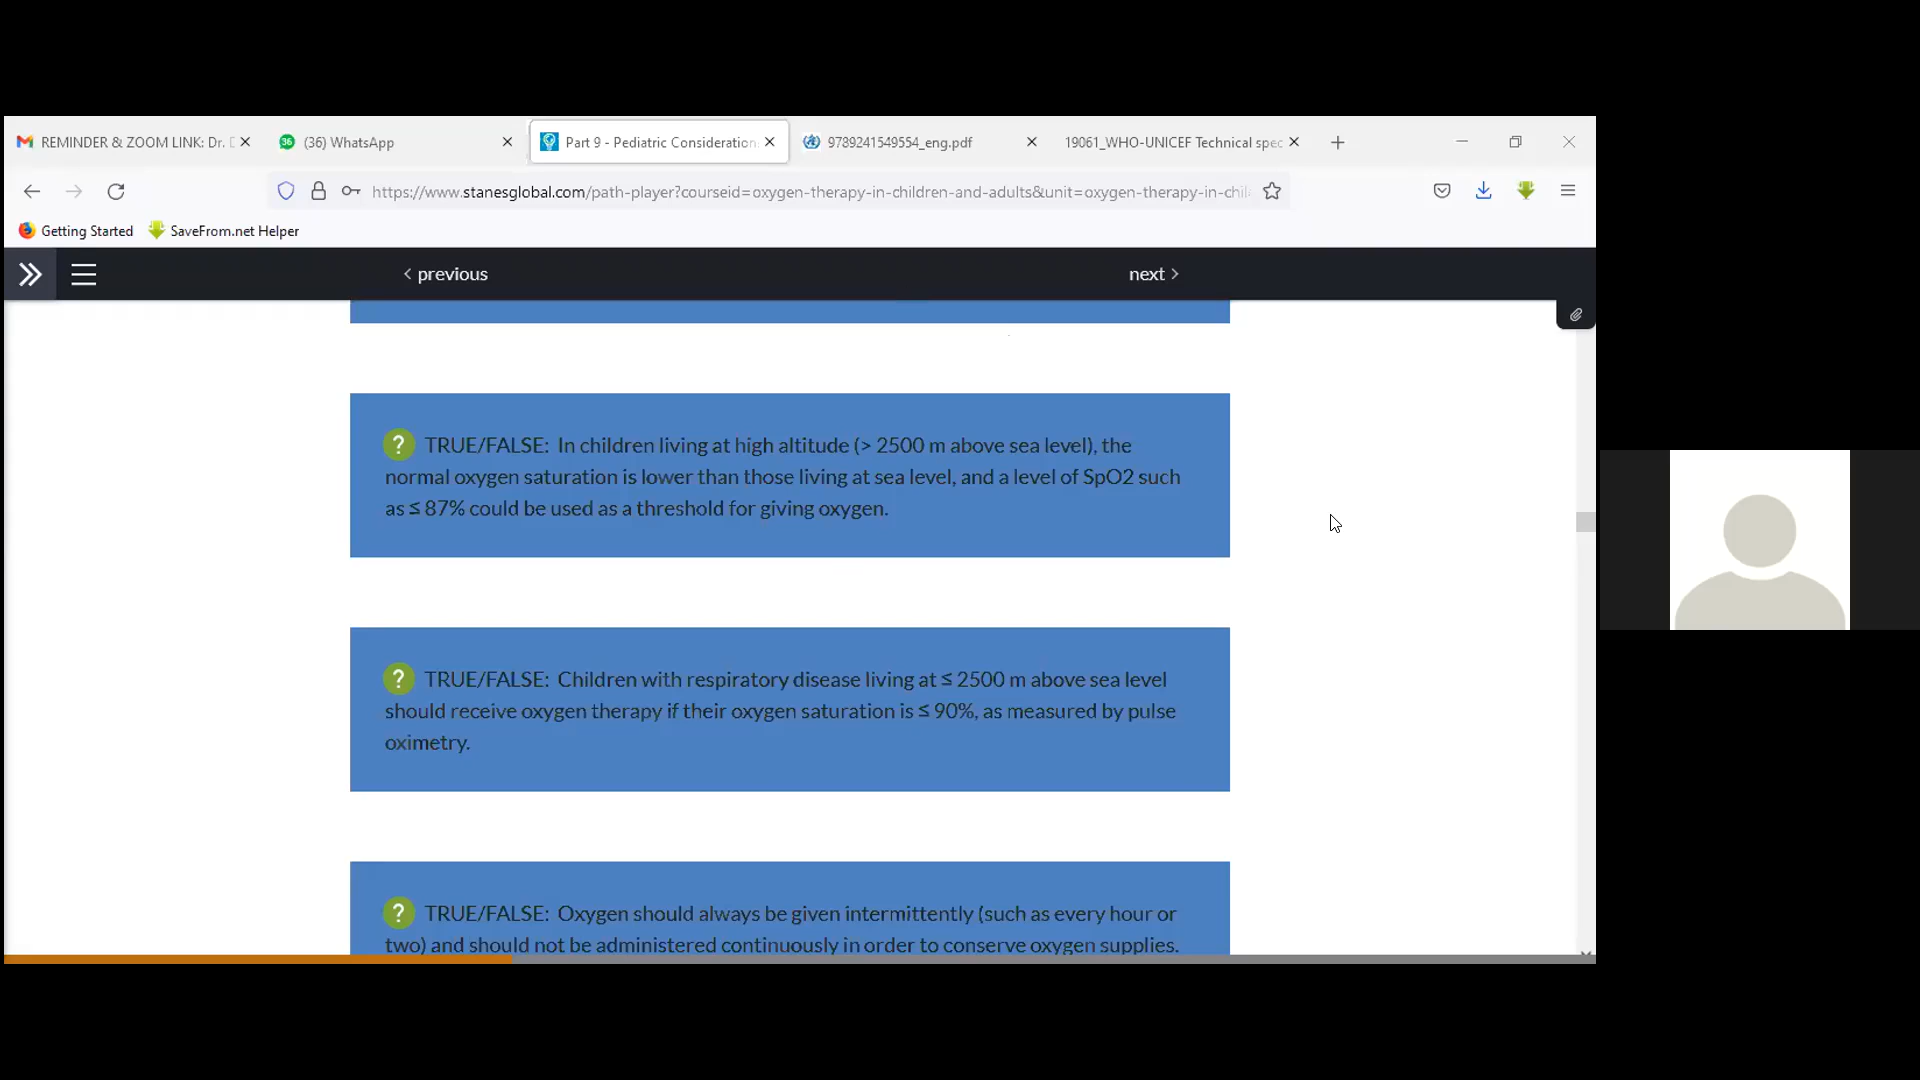 REMINDER & ZOOM LINK: Dr.
36 (36) WhatsApp
Part 9 - Pediatric Consideration
9789241549554_eng.pdf
19061_WHO-UNICEF Technical spec
https://www.stanesglobal.com/path-player?courseid=oxygen-therapy-in-children-and-adults&unit=oxygen-therapy-in-chil
Getting Started
SaveFrom.net Helper
< previous
next >
? TRUE/FALSE: In children living at high altitude (> 2500 m above sea level), the
normal oxygen saturation is lower than those living at sea level, and a level of SpO2 such
as ≤ 87% could be used as a threshold for giving oxygen.
? TRUE/FALSE: Children with respiratory disease living at ≤ 2500 m above sea level
should receive oxygen therapy if their oxygen saturation is ≤ 90%, as measured by pulse
oximetry.
? TRUE/FALSE: Oxygen should always be given intermittently (such as every hour or
two) and should not be administered continuously in order to conserve oxygen supplies.